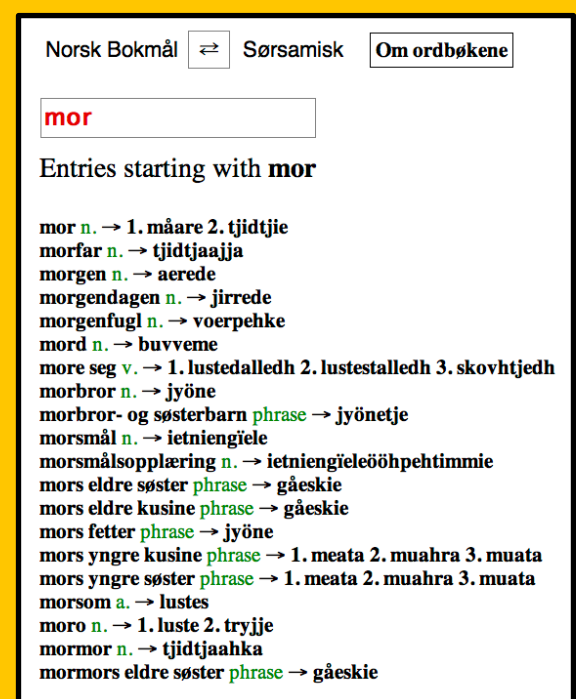 Norsk Bokmål ⇄ Sørsamisk Om ordbøkene
mor
Entries starting with mor
mor n. → 1. måare 2. tjidtjie
morfar n. → tjidtjaajja
morgen n. → aerede
morgendagen n. → jirrede
morgenfugl n. → voerpehke
mord n. → buvveme
more seg v. → 1. lustedalledh 2. lustestalledh 3. skovhtjedh
morbror n. → jyöne
morbror- og søsterbarn phrase → jyönetje
morsmål n. → ietniengïele
morsmålsopplæring n. → ietniengïeleööhpehtimmie
mors eldre søster phrase → gåeskie
mors eldre kusine phrase → gåeskie
mors fetter phrase → jyöne
mors yngre kusine phrase → 1. meata 2. muahra 3. muata
mors yngre søster phrase → 1. meata 2. muahra 3. muata
morsom a. → lustes
moro n. → 1. luste 2. tryjje
mormor n. → tjidtjaahka
mormors eldre søster phrase → gåeskie